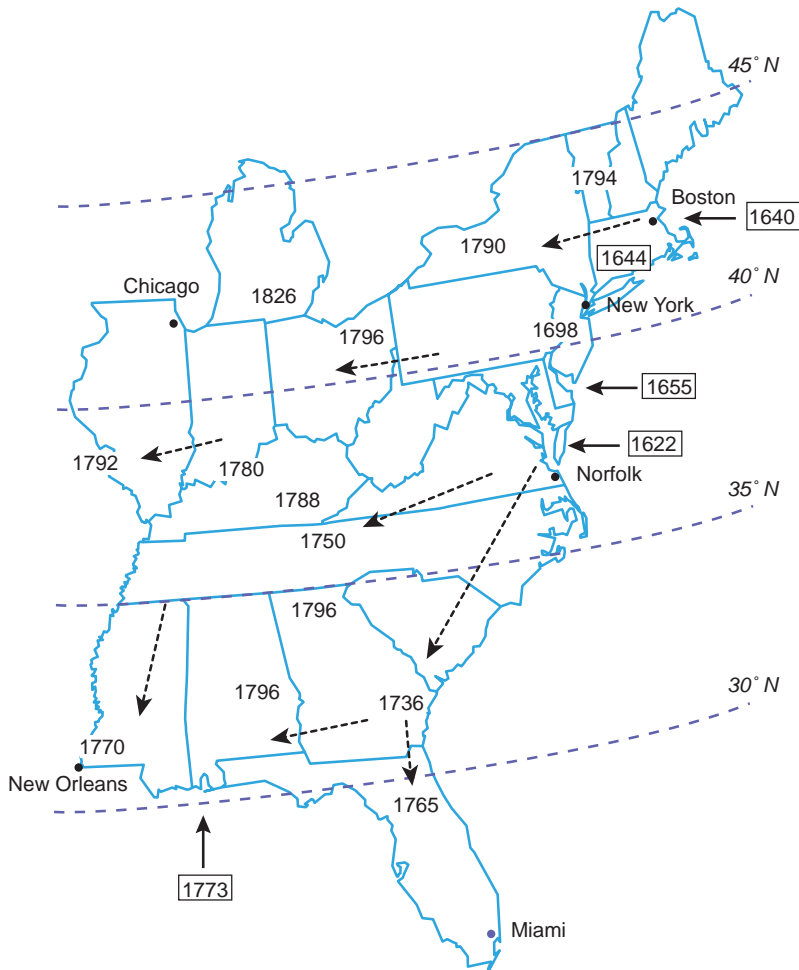 45° N
1794
Boston
1640
1790
1644
40° N
Chicago
1826
New York
1796
1698
1655
1622
1792
1780
Norfolk
35° N
1788
1750
1796
30° N
1796
1736
1770
New Orleans
1765
1773
Miami